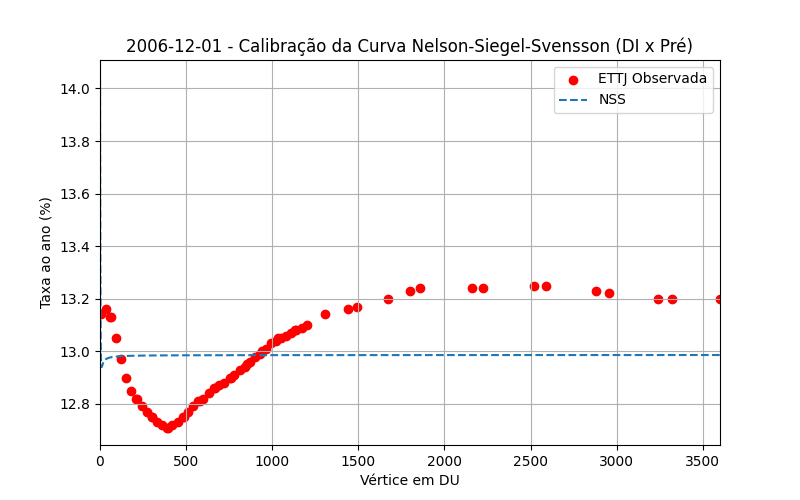 2006-12-01 - Calibração da Curva Nelson-Siegel-Svensson (DI x Pré)
ETTJ Observada
NSS
Taxa ao ano (%)
14.0
13.8
13.6
13.4
13.2
13.0
12.8
0 500 1000 1500 2000 2500 3000 3500
Vértice em DU